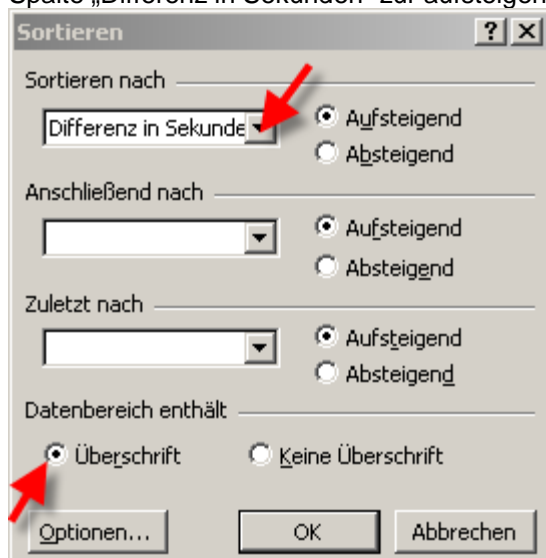 Spalte „Differenz in Sekunden" zur aufsteigen
Sortieren
Sortieren nach
Differenz in Sekunde
Aufsteigend
Absteigend
Anschließend nach
Aufsteigend
Absteigend
Zuletzt nach
Aufsteigend
Absteigend
Datenbereich enthält
Überschrift Keine Überschrift
Optionen... OK Abbrechen